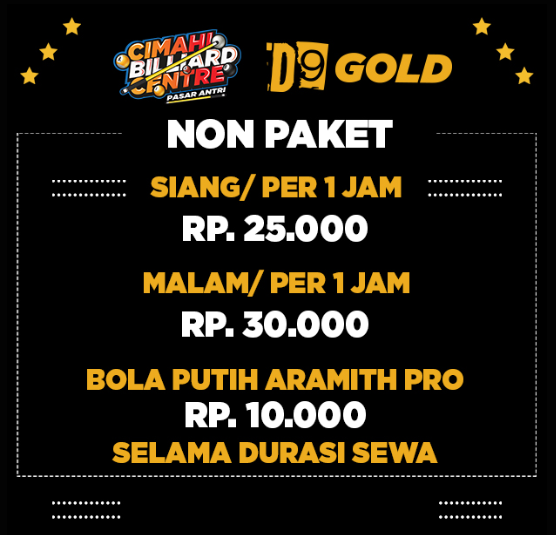 CIMAHI
BILLIARD
CENTRE
PASAR ANTRI
D9 GOLD
NON PAKET
SIANG/ PER 1 JAM
RP. 25.000
MALAM/ PER 1 JAM
RP. 30.000
BOLA PUTIH ARAMITH PRO
RP. 10.000
SELAMA DURASI SEWA